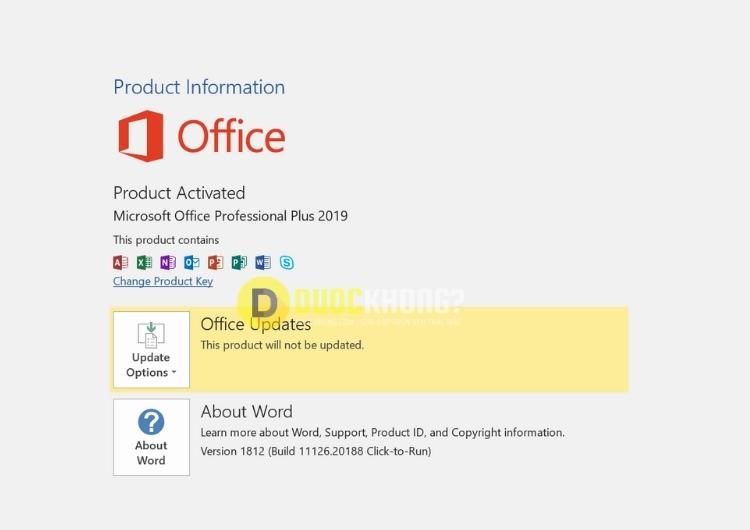 Product Information
Office
Product Activated
Microsoft Office Professional Plus 2019
This product contains
Change Product Key
DUOCKHONG?
Office Updates
This product will not be updated.
Update
Options
About Word
Learn more about Word, Support, Product ID, and Copyright information.
Version 1812 (Build 11126.20188 Click-to-Run)
About
Word